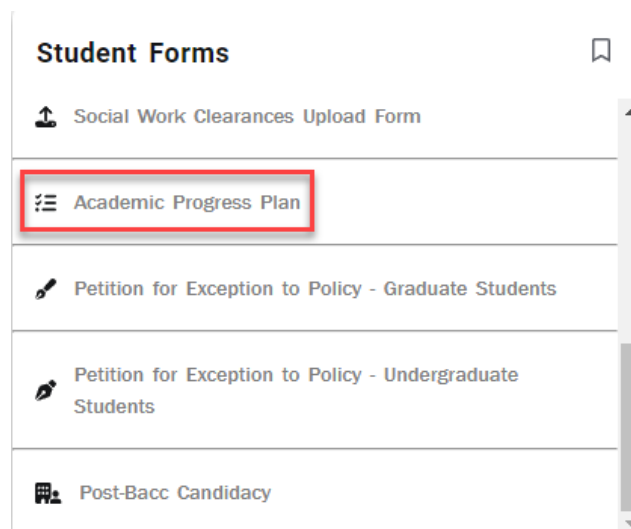 Student Forms
Social Work Clearances Upload Form
Academic Progress Plan
Petition for Exception to Policy - Graduate Students
Petition for Exception to Policy - Undergraduate
Students
Post-Bacc Candidacy